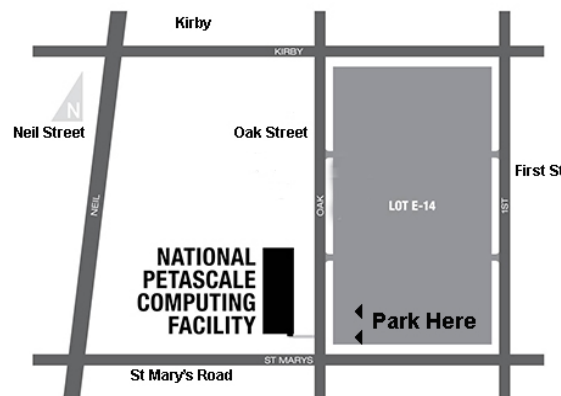 Kirby
KIRBY
N
Neil Street
Oak Street
First St
NEIL
OAK
LOT E-14
1ST
NATIONAL
PETASCALE
COMPUTING
FACILITY
Park Here
ST MARYS
St Mary's Road